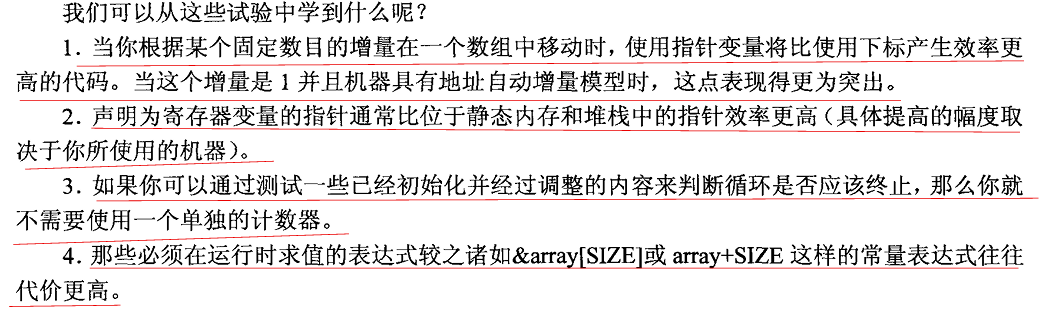 我们可以从这些试验中学到什么呢？
1．当你根据某个固定数目的增量在一个数组中移动时，使用指针变量将比使用下标产生效率更
高的代码。当这个增量是 1 并且机器具有地址自动增量模型时，这点表现得更为突出。
2．声明为寄存器变量的指针通常比位于静态内存和堆栈中的指针效率更高（具体提高的幅度取
决于你所使用的机器）。
3．如果你可以通过测试一些已经初始化并经过调整的内容来判断循环是否应该终止，那么你就
不需要使用一个单独的计数器。
4．那些必须在运行时求值的表达式较之诸如&array[SIZE]或 array+SIZE 这样的常量表达式往往
代价更高。